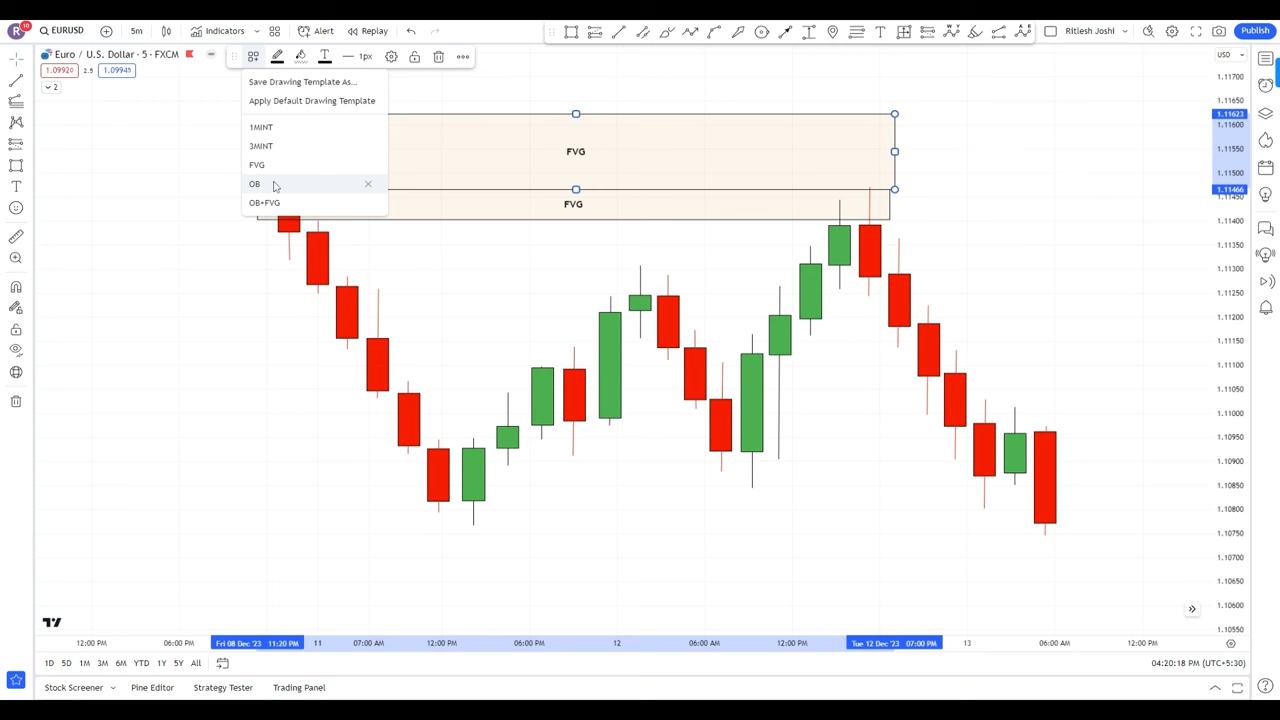 R 10 EURUSD 5m Indicators Alert Replay Ritlesh Joshi Publish
Euro / U.S. Dollar · 5 · FXCM
1px
USD
1.09920 2.5 1.09945
2
Save Drawing Template As...
Apply Default Drawing Template
1MINT
3MINT
FVG
OB
OB+FVG
FVG
FVG
1.11700
1.11650
1.11623
1.11600
1.11550
1.11500
1.11466
1.11450
1.11400
1.11350
1.11300
1.11250
1.11200
1.11150
1.11100
1.11050
1.11000
1.10950
1.10900
1.10850
1.10800
1.10750
1.10700
1.10650
1.10600
1.10550
12:00 PM 06:00 PM Fri 08 Dec '23 11:20 PM 11 07:00 AM 12:00 PM 06:00 PM 12 06:00 AM 12:00 PM Tue 12 Dec '23 07:00 PM 13 06:00 AM 12:00 PM
1D 5D 1M 3M 6M YTD 1Y 5Y All 04:20:18 PM (UTC+5:30)
Stock Screener Pine Editor Strategy Tester Trading Panel